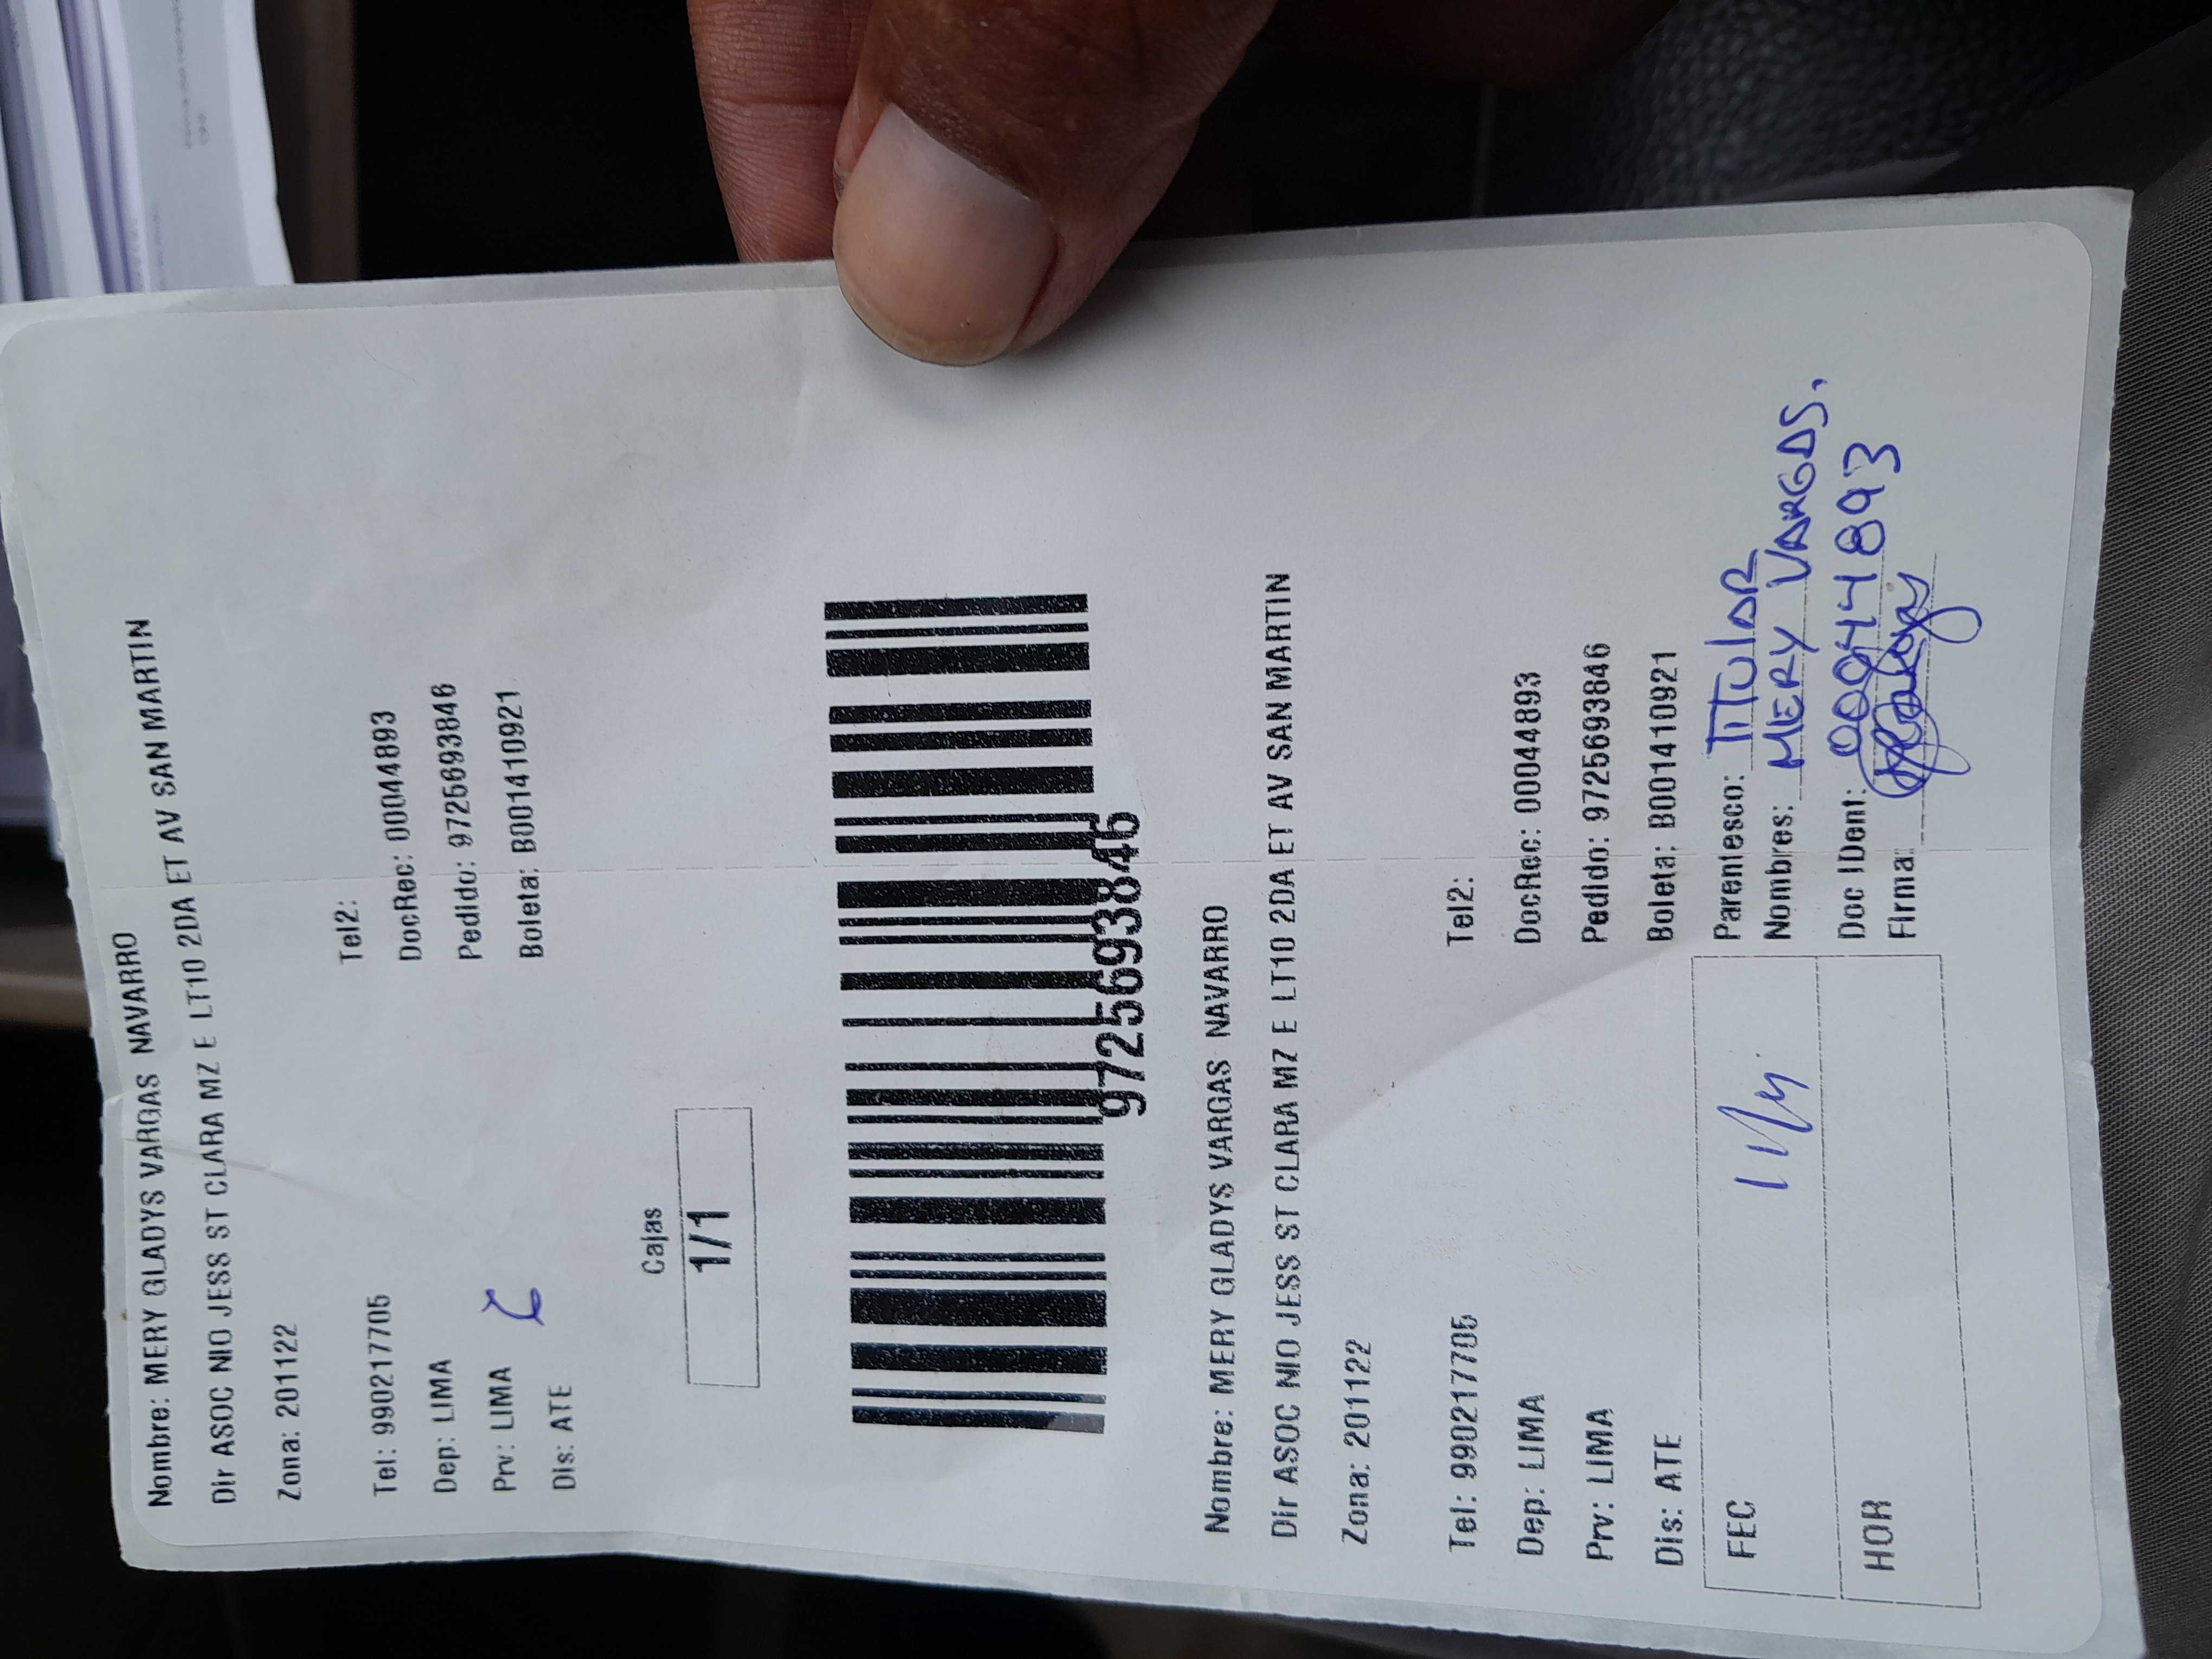 Nombre: MERY GLADYS VARGAS NAVARRO
Dir ASOC NIO JESS ST CLARA MZ E LT10 2DA ET AV SAN MARTIN
Zona: 201122
Tel: 990217705 Tel2:
Dep: LIMA DocRec: 00044893
Prv: LIMA Pedido: 9725693846
Dis: ATE Boleta: B001410921
Cajas
1/1
9725693846
Nombre: MERY GLADYS VARGAS NAVARRO
Dir ASOC NIO JESS ST CLARA MZ E LT10 2DA ET AV SAN MARTIN
Zona: 201122
Tel: 990217705 Tel2:
Dep: LIMA DocRec: 00044893
Prv: LIMA Pedido: 9725693846
Dis: ATE Boleta: B001410921
FEC Parentesco: TITULAR
Nombres: MERY VARGAS.
HOR Doc IDent: 00944893
Firma: